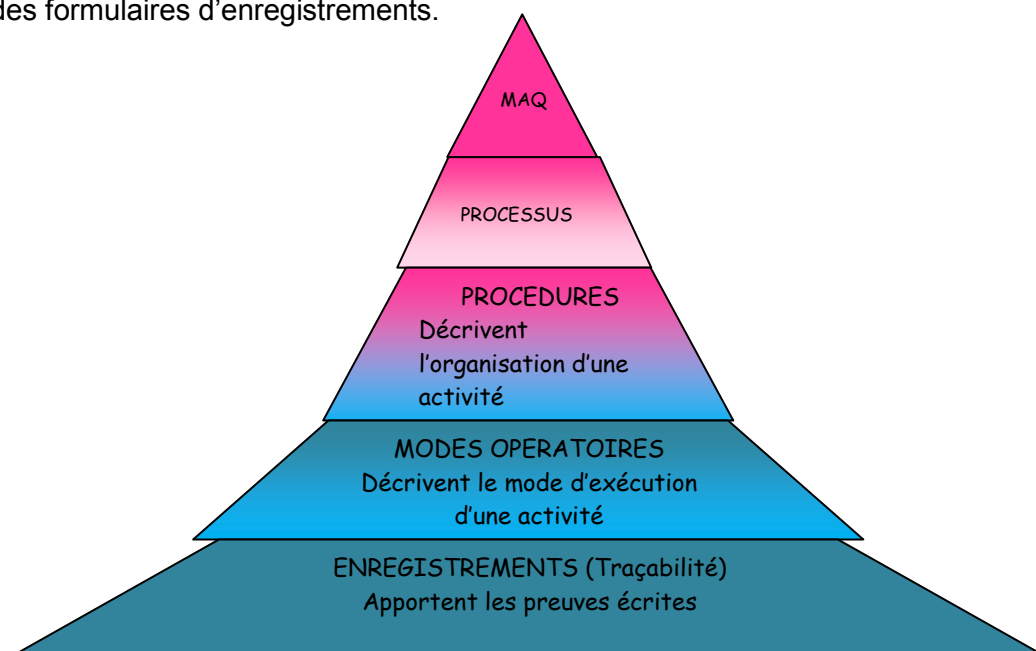 des formulaires d'enregistrements.
MAQ
PROCESSUS
PROCEDURES
Décrivent
l'organisation d'une
activité
MODES OPERATOIRES
Décrivent le mode d'exécution
d'une activité
ENREGISTREMENTS (Traçabilité)
Apportent les preuves écrites